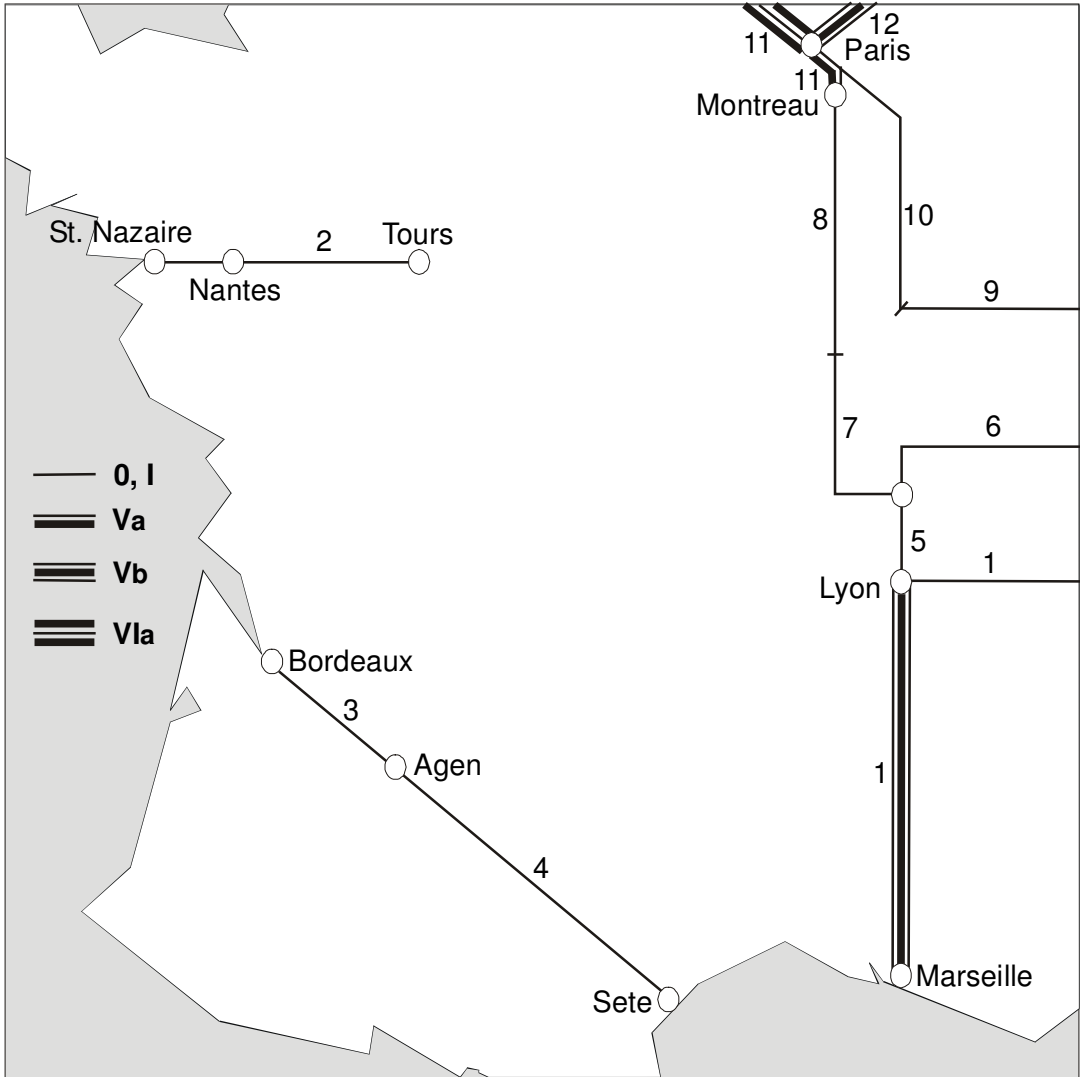 12
11
Paris
11
Montreau
8
10
St. Nazaire
2
Tours
Nantes
9
7
6
0, I
Va
5
Vb
1
Lyon
VIa
Bordeaux
3
Agen
1
4
Marseille
Sete